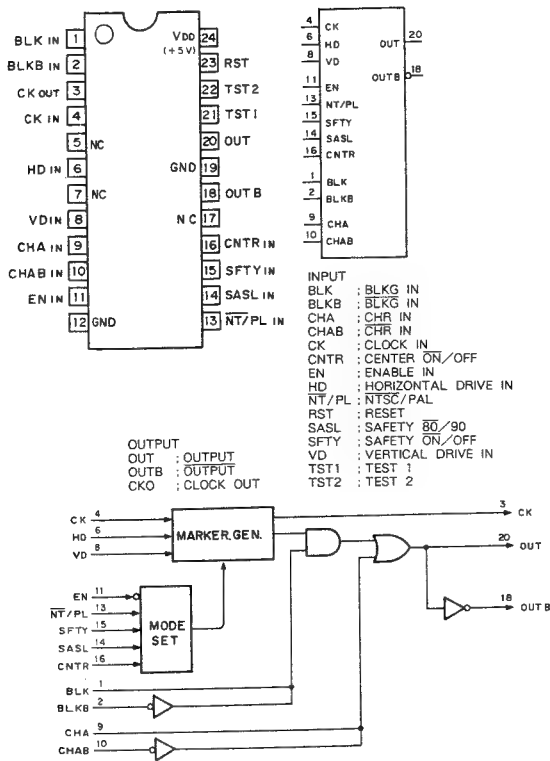 BLK IN 1
BLKB IN 2
CK OUT 3
CK IN 4
5 NC
HD IN 6
7 NC
VD IN 8
CHA IN 9
CHAB IN 10
EN IN 11
12 GND
VDD 24
(+5V)
23 RST
22 TST2
21 TST1
20 OUT
GND 19
18 OUT B
NC 17
16 CNTR IN
15 SFTY IN
14 SASL IN
13 NT/PL IN
4 CK
6 HD
8 VD
11 EN
13 NT/PL
15 SFTY
14 SASL
16 CNTR
1 BLK
2 BLKB
9 CHA
10 CHAB
OUT 20
OUTB 18
INPUT
BLK ; BLKG IN
BLKB ; BLKG IN
CHA ; CHR IN
CHAB ; CHR IN
CK ; CLOCK IN
CNTR ; CENTER ON/OFF
EN ; ENABLE IN
HD ; HORIZONTAL DRIVE IN
NT/PL ; NTSC/PAL
RST ; RESET
SASL ; SAFETY 80/90
SFTY ; SAFETY ON/OFF
VD ; VERTICAL DRIVE IN
TST1 ; TEST 1
TST2 ; TEST 2
OUTPUT
OUT ; OUTPUT
OUTB ; OUTPUT
CKO ; CLOCK OUT
CK 4
HD 6
VD 8
MARKER.GEN.
3 CK
20 OUT
18 OUT B
EN 11
NT/PL 13
SFTY 15
SASL 14
CNTR 16
MODE
SET
BLK 1
BLKB 2
CHA 9
CHAB 10